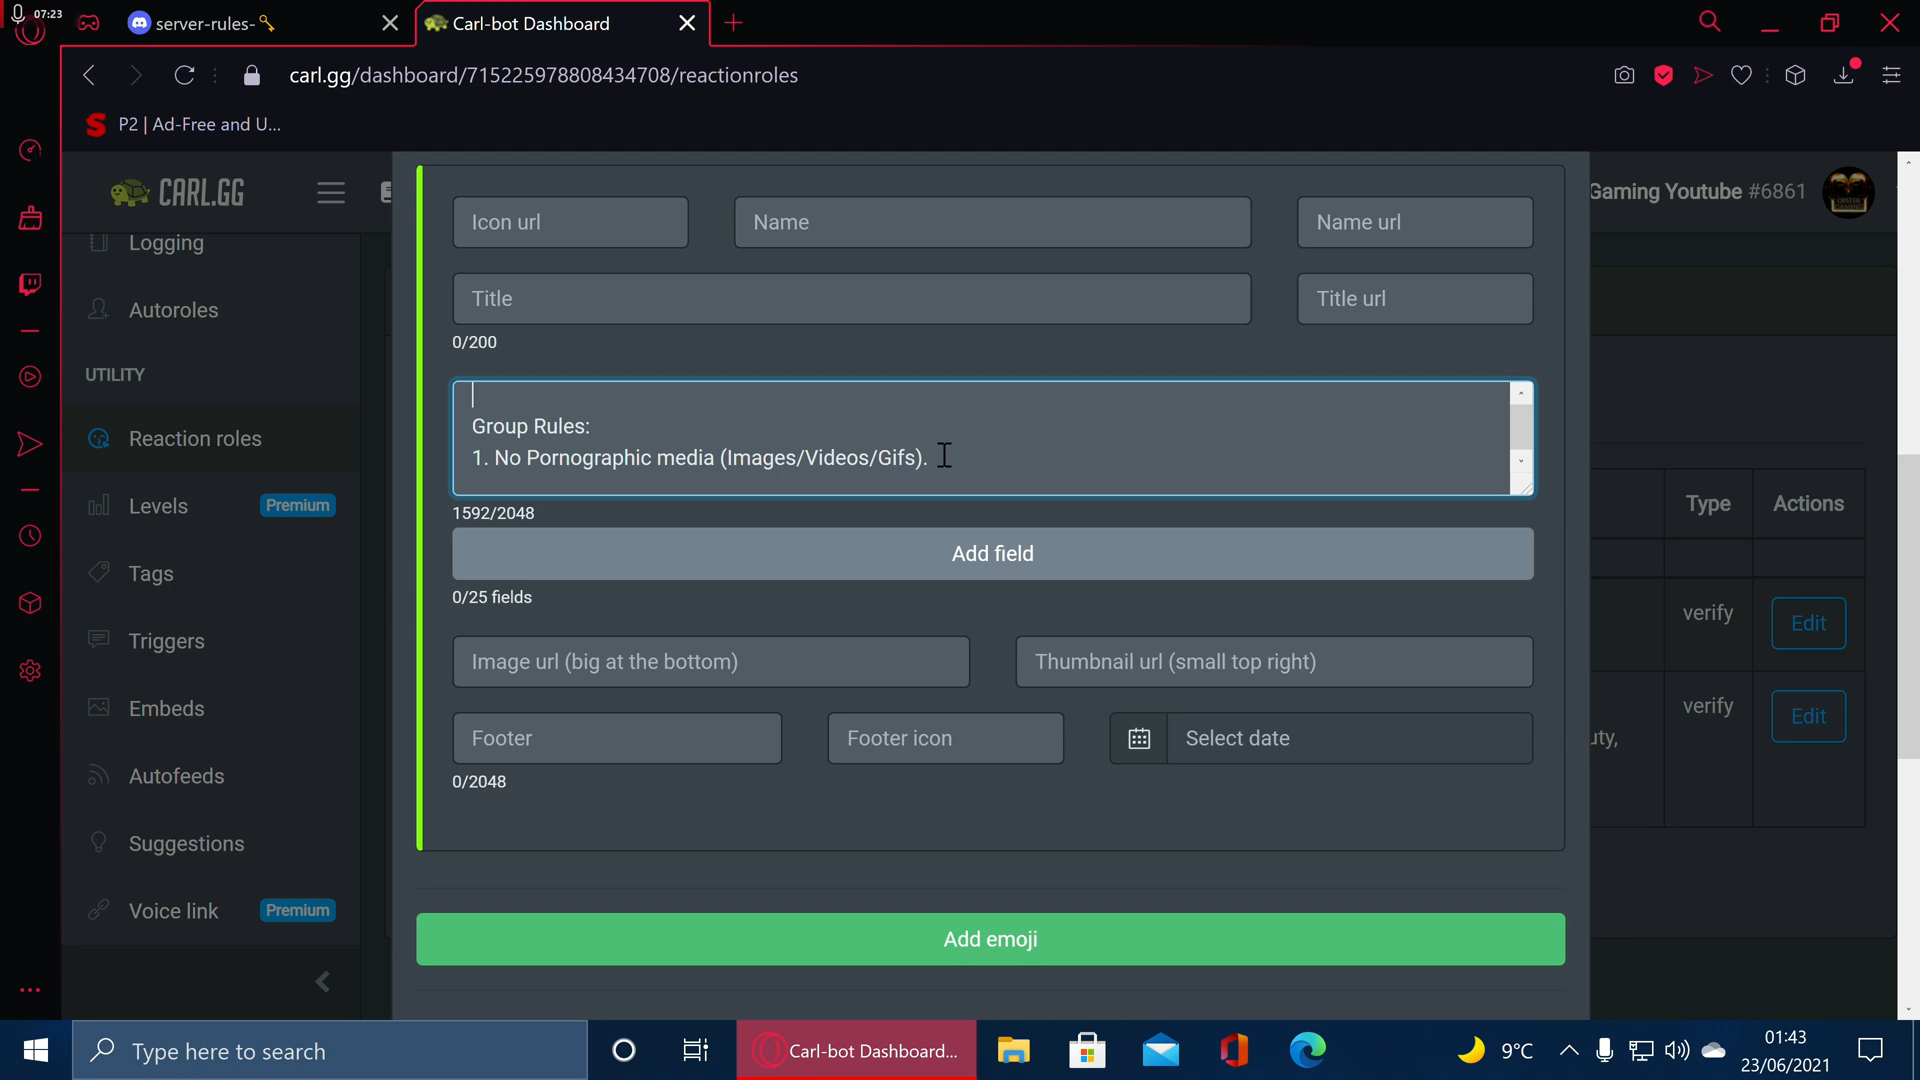 07:23
server-rules-
Carl-bot Dashboard
carl.gg/dashboard/715225978808434708/reactionroles
P2 | Ad-Free and U...
CARL.GG
Gaming Youtube #6861
Logging
Autoroles
UTILITY
Reaction roles
Levels Premium
Tags
Triggers
Embeds
Autofeeds
Suggestions
Voice link Premium
Icon url
Name
Name url
Title
Title url
0/200
Group Rules:
1. No Pornographic media (Images/Videos/Gifs).
1592/2048
Add field
0/25 fields
Image url (big at the bottom)
Thumbnail url (small top right)
Footer
Footer icon
Select date
0/2048
Add emoji
Type
Actions
verify
Edit
verify
Edit
uty,
Type here to search
Carl-bot Dashboard...
9°C
01:43
23/06/2021